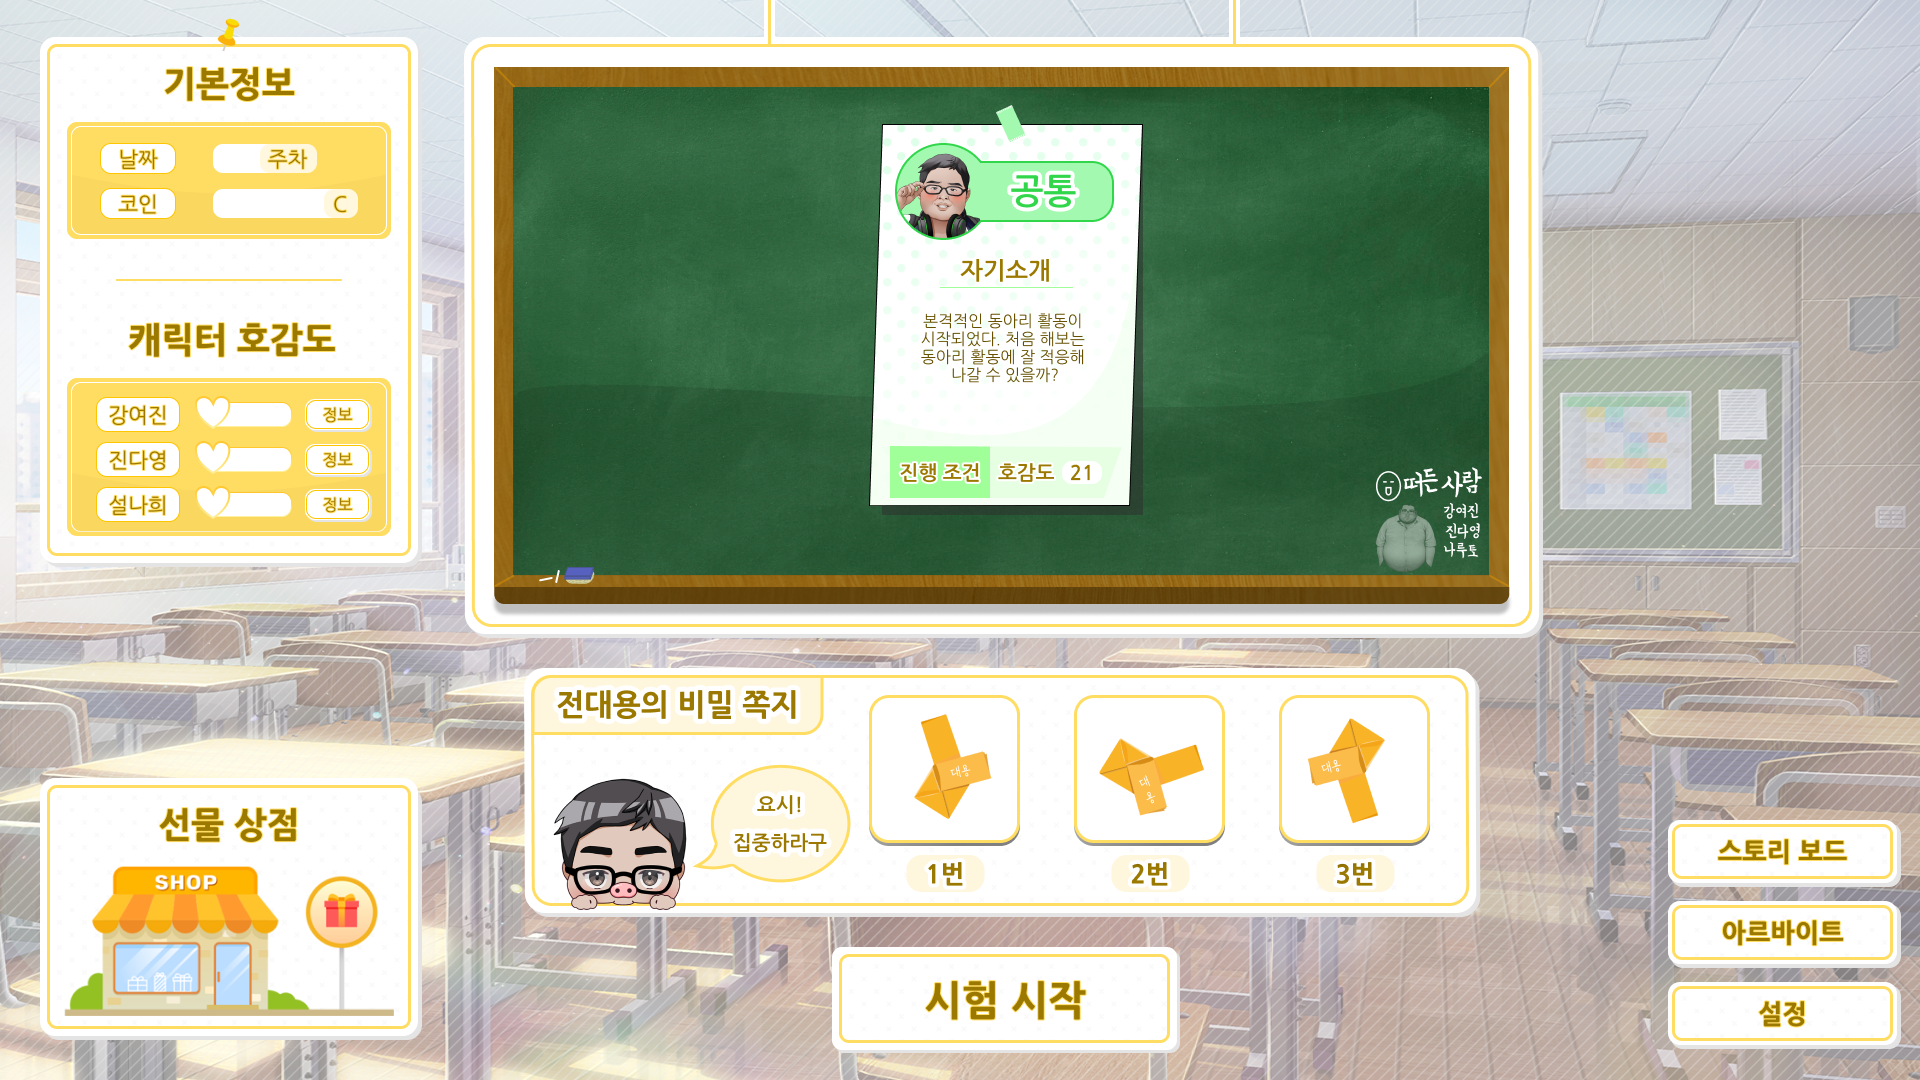 기본정보
날짜
주차
코인
C
캐릭터 호감도
강여진
정보
진다영
정보
설나희
정보
공통
자기소개
본격적인 동아리 활동이
시작되었다. 처음 해보는
동아리 활동에 잘 적응해
나갈 수 있을까?
진행 조건
호감도
21
떠든 사람
강여진
진다영
나루토
전대용의 비밀 쪽지
요시!
집중하라구
대용
대용
대용
1번
2번
3번
선물 상점
SHOP
시험 시작
스토리 보드
아르바이트
설정